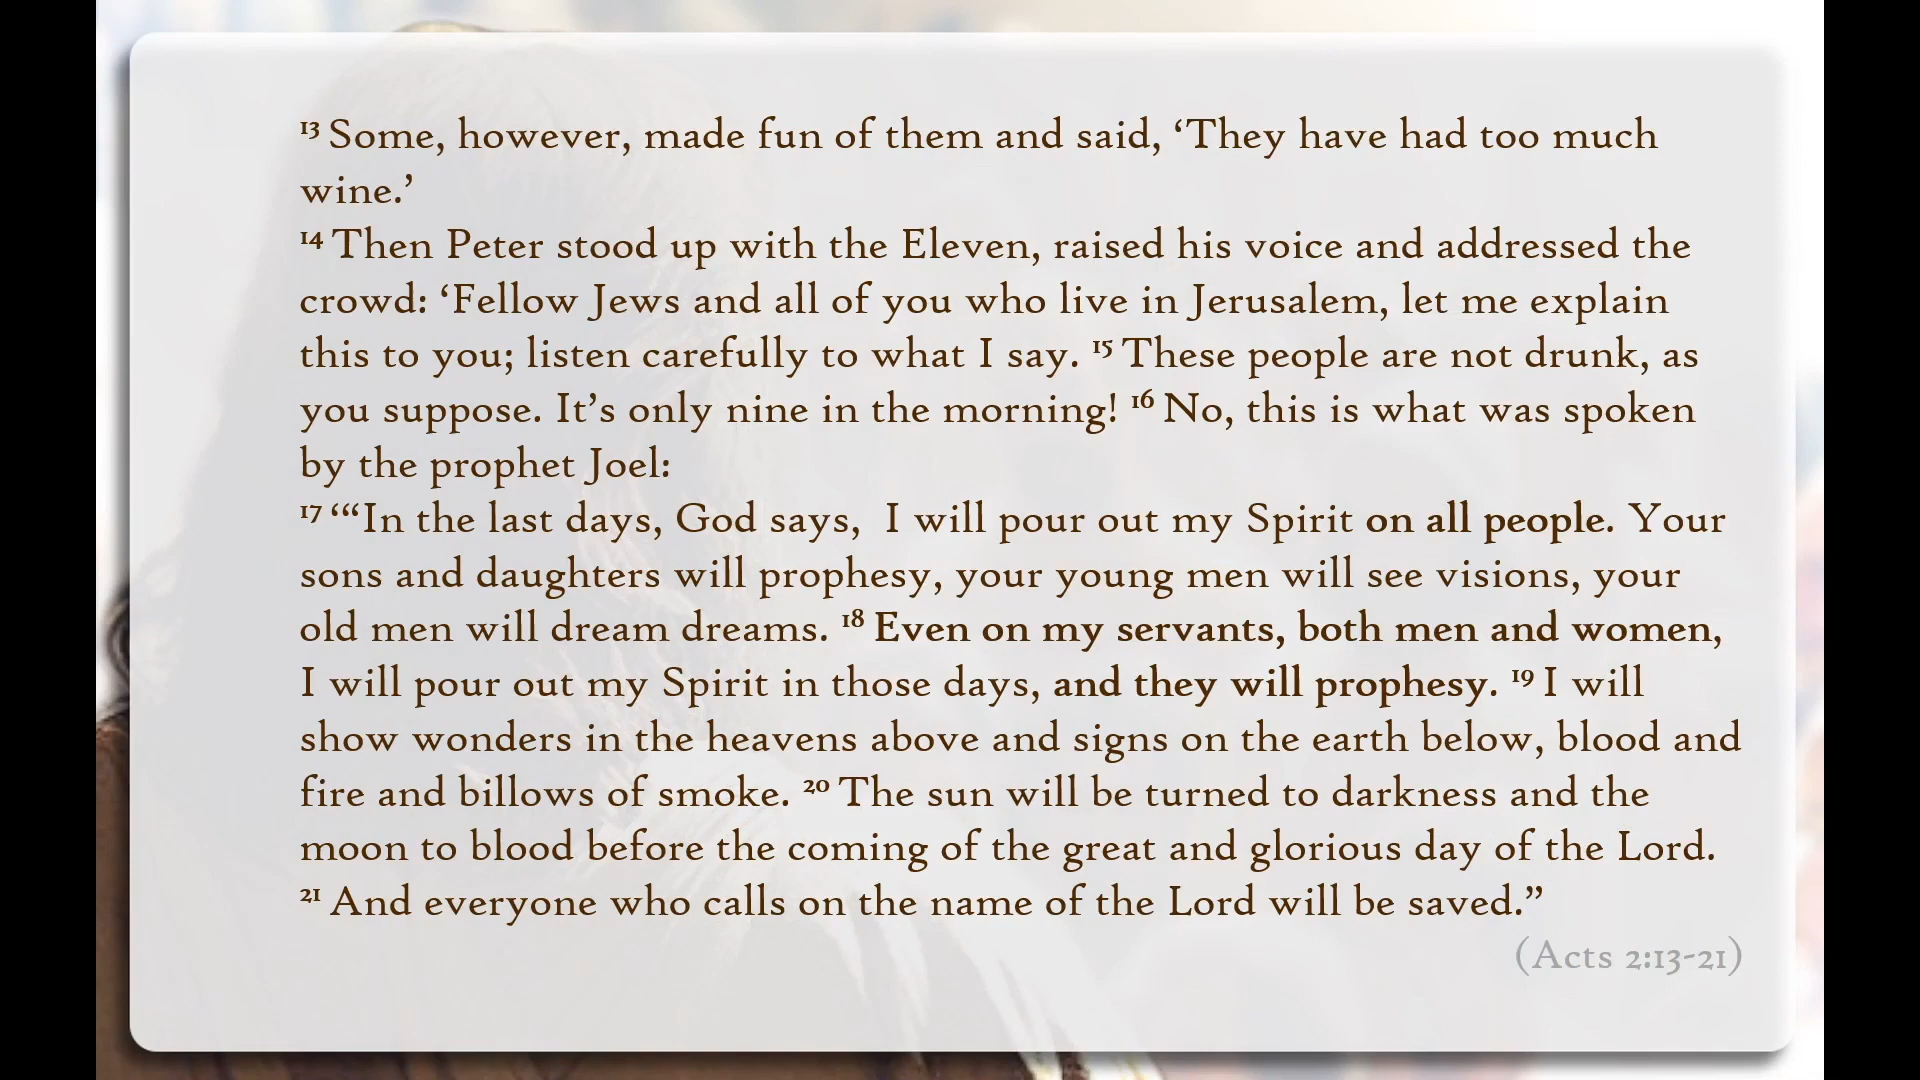 13 Some, however, made fun of them and said, ‘They have had too much
wine.’
14 Then Peter stood up with the Eleven, raised his voice and addressed the
crowd: ‘Fellow Jews and all of you who live in Jerusalem, let me explain
this to you; listen carefully to what I say. 15 These people are not drunk, as
you suppose. It’s only nine in the morning! 16 No, this is what was spoken
by the prophet Joel:
17 ‘“In the last days, God says,  I will pour out my Spirit on all people. Your
sons and daughters will prophesy, your young men will see visions, your
old men will dream dreams. 18 Even on my servants, both men and women,
I will pour out my Spirit in those days, and they will prophesy. 19 I will
show wonders in the heavens above and signs on the earth below, blood and
fire and billows of smoke. 20 The sun will be turned to darkness and the
moon to blood before the coming of the great and glorious day of the Lord.
21 And everyone who calls on the name of the Lord will be saved.”
(Acts 2:13-21)